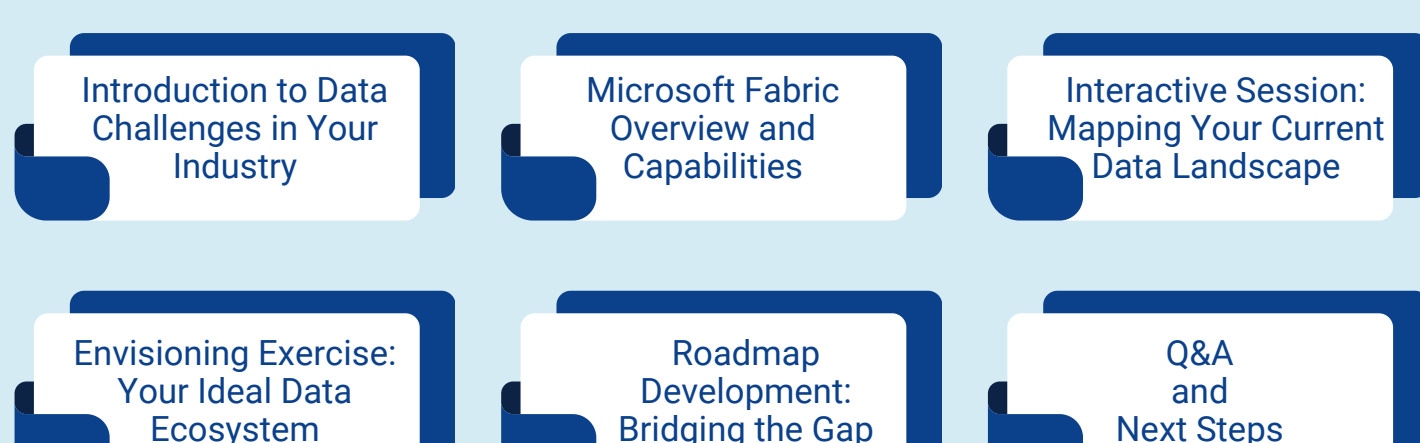 Introduction to Data
Challenges in Your
Industry
Microsoft Fabric
Overview and
Capabilities
Interactive Session:
Mapping Your Current
Data Landscape
Envisioning Exercise:
Your Ideal Data
Ecosystem
Roadmap
Development:
Bridging the Gap
Q&A
and
Next Steps